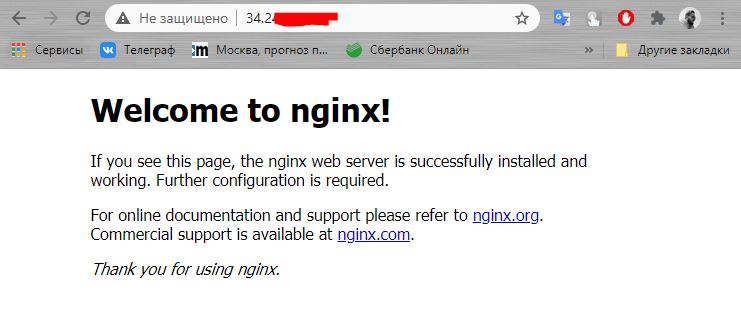 Не защищено 34.2
Сервисы Телеграф Москва, прогноз п... Сбербанк Онлайн » Другие закладки
Welcome to nginx!
If you see this page, the nginx web server is successfully installed and
working. Further configuration is required.
For online documentation and support please refer to nginx.org.
Commercial support is available at nginx.com.
Thank you for using nginx.